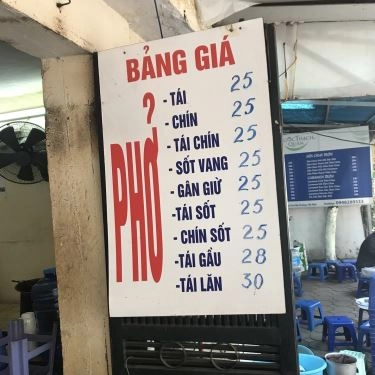 BẢNG GIÁ
PHỞ
- TÁI 25
- CHÍN 25
- TÁI CHÍN 25
- SỐT VANG 25
- GÂN GIỪ 25
- TÁI SỐT 25
- CHÍN SỐT 25
- TÁI GẦU 28
- TÁI LĂN 30